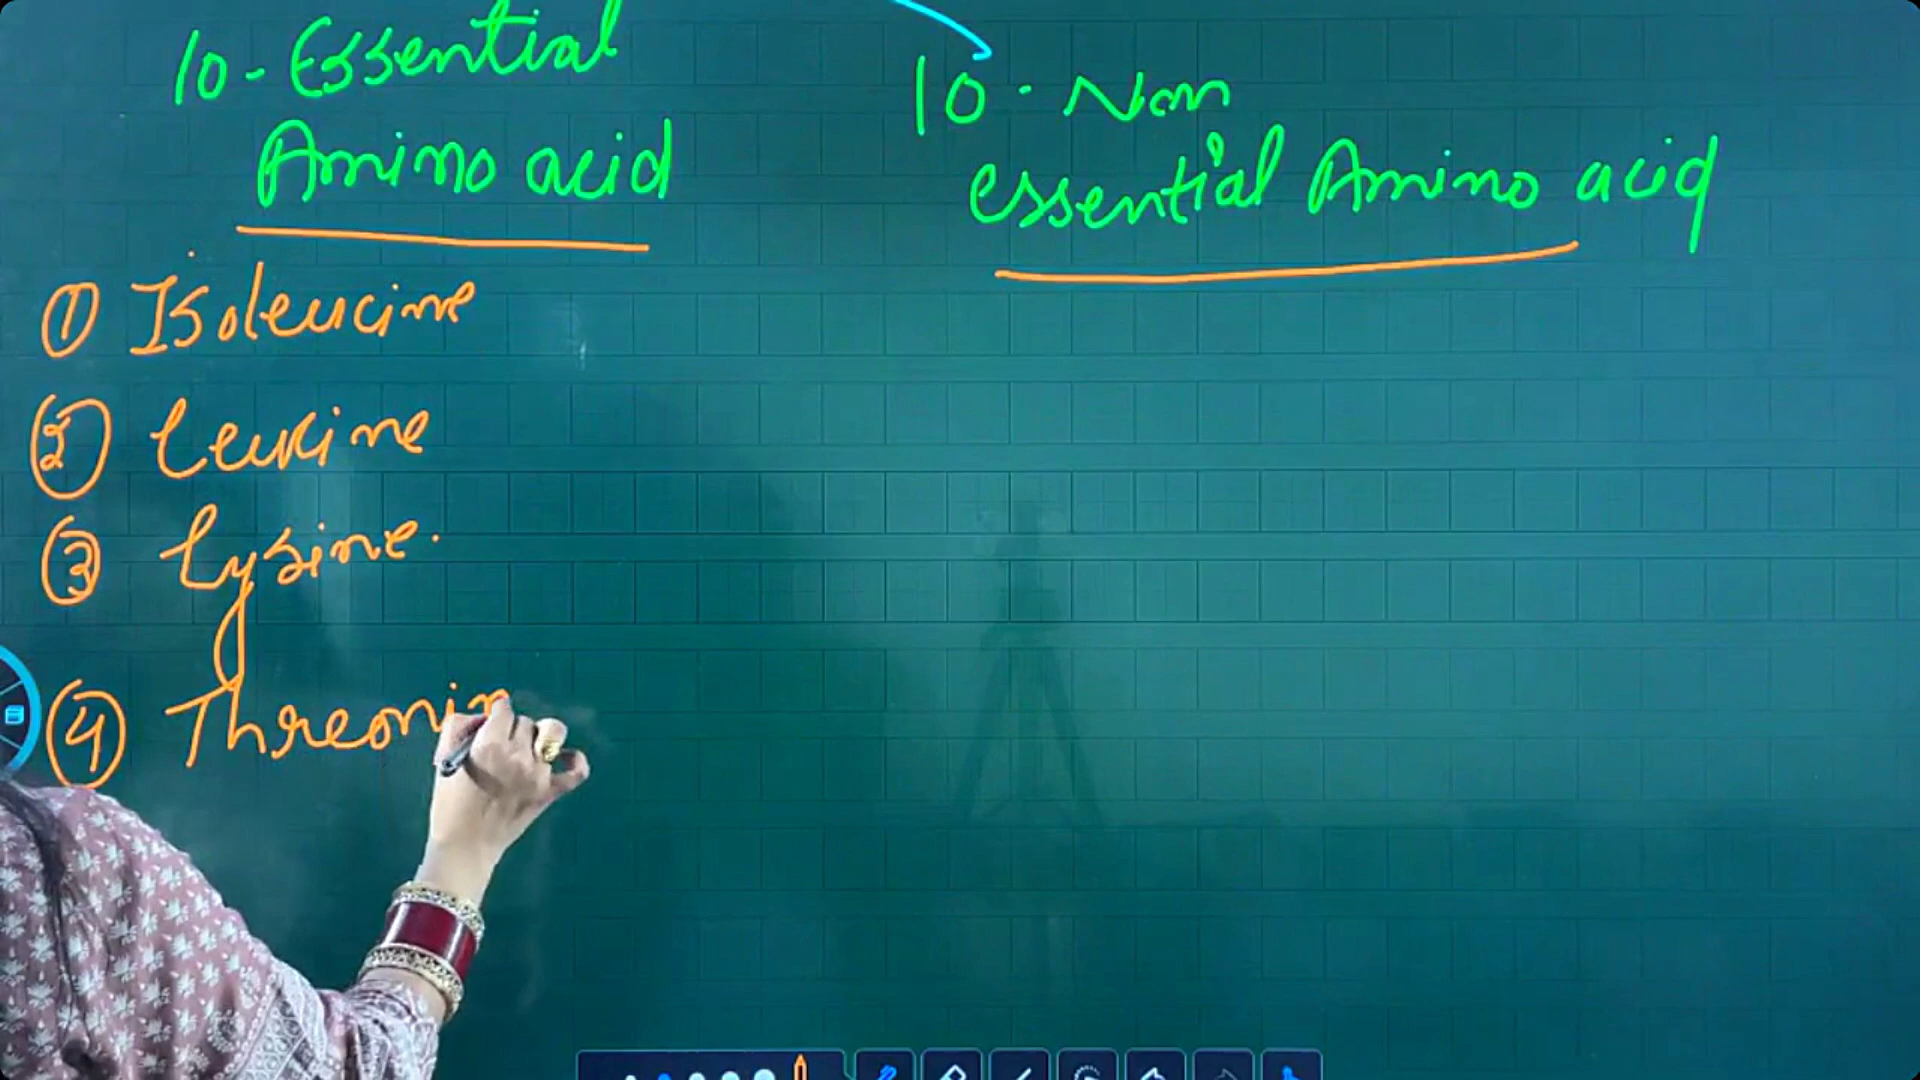 10-Essential
Amino acid
10. Non
essential Amino acid
① Isoleucine
② Leucine
③ Lysine.
④ Threonin